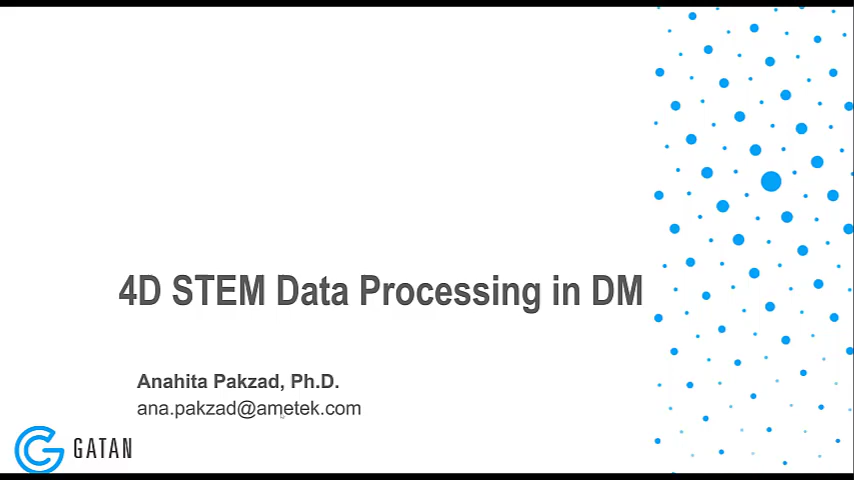 4D STEM Data Processing in DM
Anahita Pakzad, Ph.D.
ana.pakzad@ametek.com
GATAN